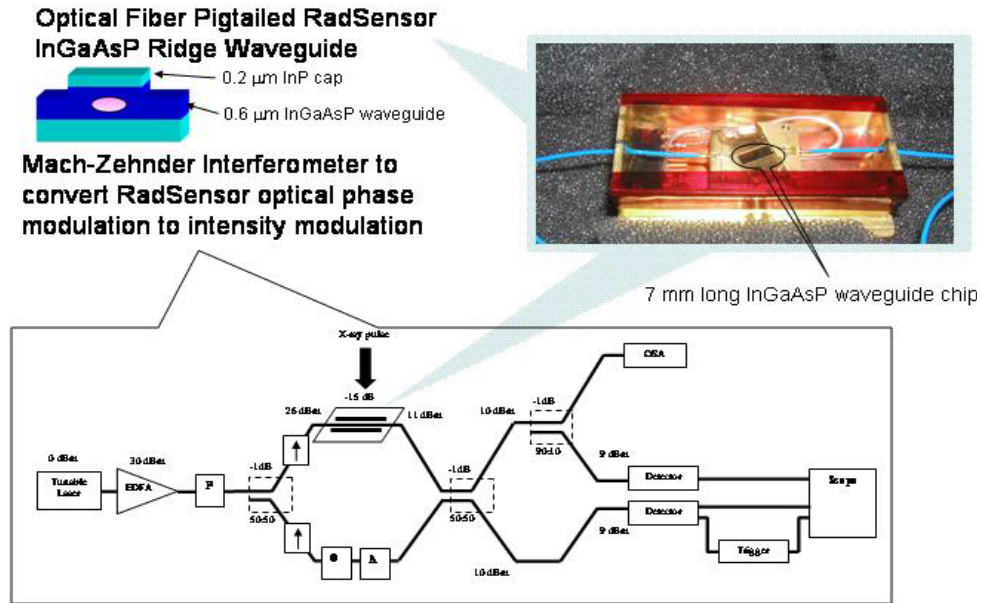 Optical Fiber Pigtailed RadSensor
InGaAsP Ridge Waveguide
0.2 µm InP cap
0.6 µm InGaAsP waveguide
Mach-Zehnder Interferometer to
convert RadSensor optical phase
modulation to intensity modulation
7 mm long InGaAsP waveguide chip
X-ray pulse
-15 dB
26 dBm
11 dBm
10 dBm
OSA
-1dB
90:10
9 dBm
0 dBm
30 dBm
-1dB
-1dB
Tunable
Laser
EDFA
P
50:50
50:50
Detector
Scope
Detector
9 dBm
Φ
A
10 dBm
Trigger